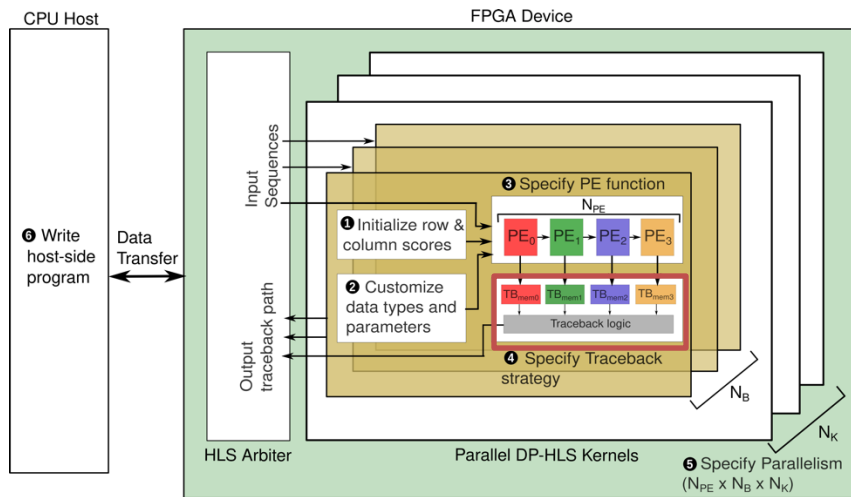 CPU Host
FPGA Device
❻ Write
host-side
program
Data
Transfer
Input
Sequences
Output
traceback path
HLS Arbiter
❶ Initialize row &
column scores
❷ Customize
data types and
parameters
❸ Specify PE function
N_PE
PE_0
PE_1
PE_2
PE_3
TB_mem0
TB_mem1
TB_mem2
TB_mem3
Traceback logic
❹ Specify Traceback
strategy
N_B
N_K
Parallel DP-HLS Kernels
❺ Specify Parallelism
(N_PE x N_B x N_K)